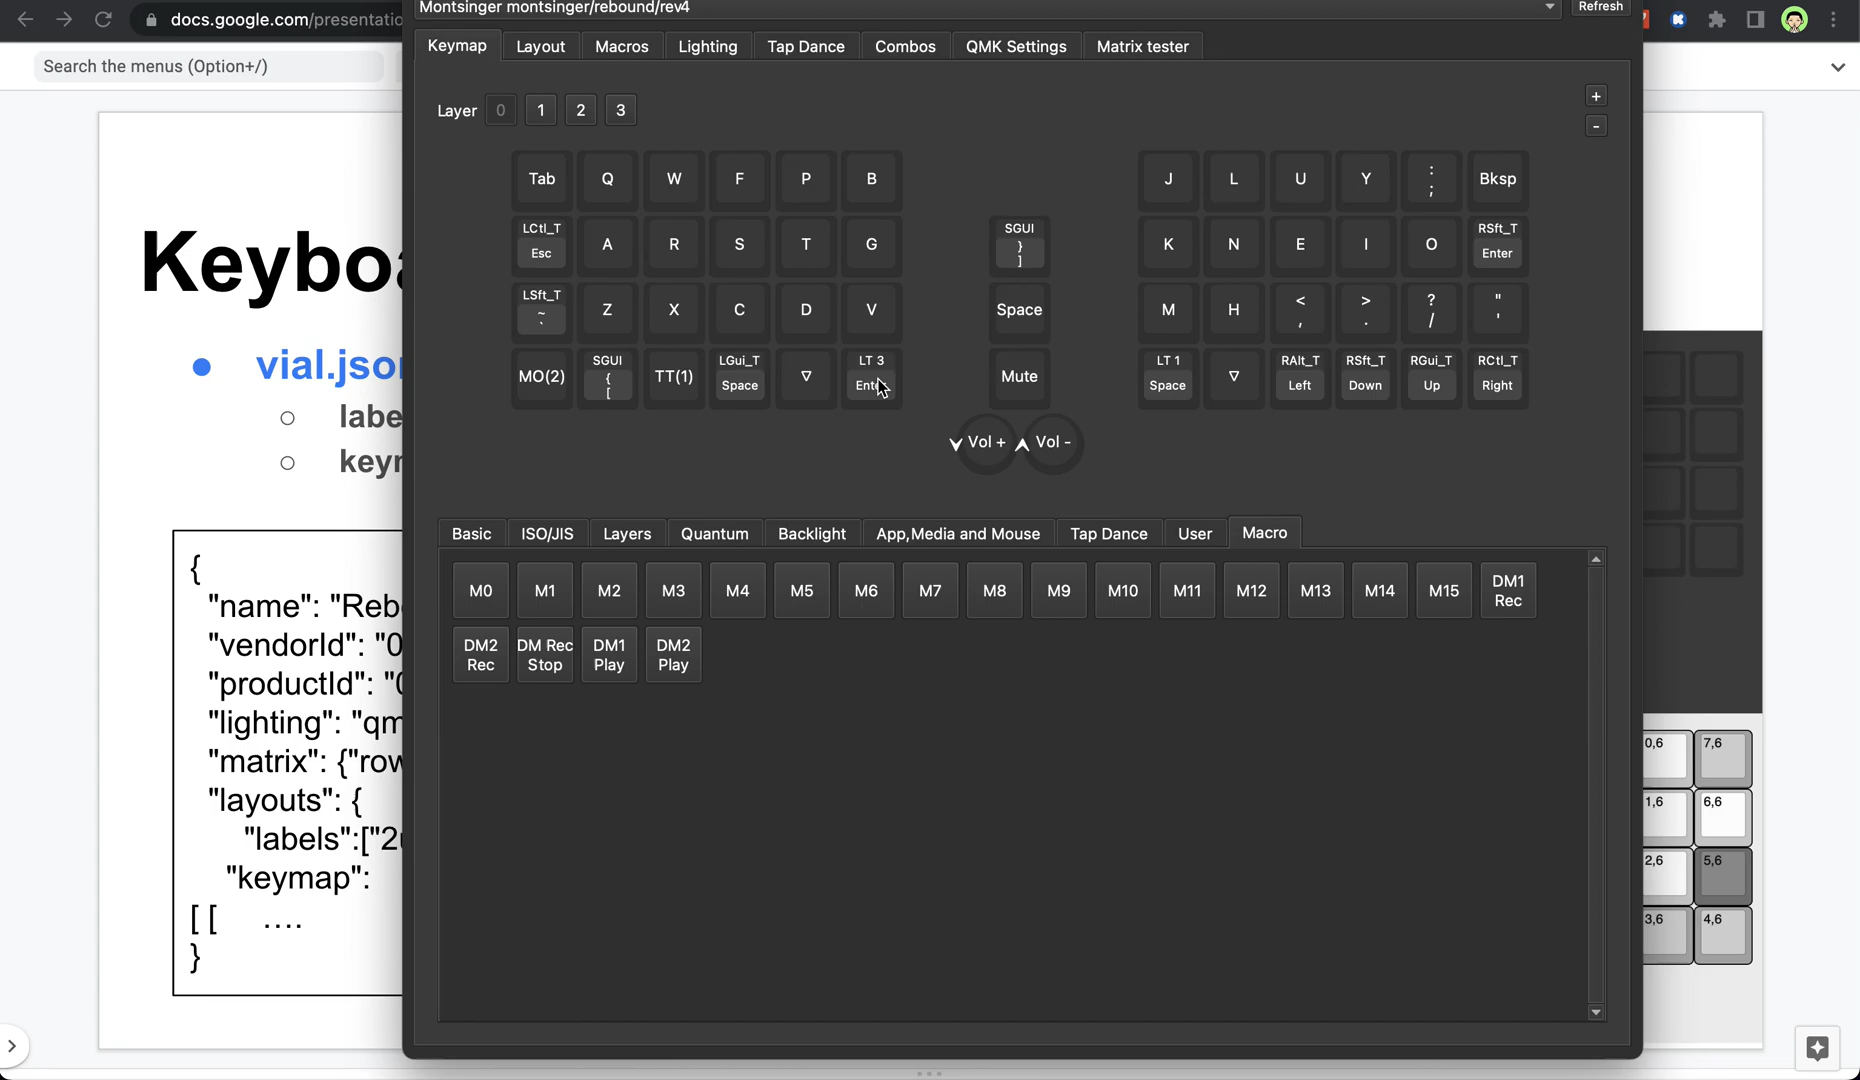 docs.google.com/presentatio
Montsinger montsinger/rebound/rev4
Refresh
Search the menus (Option+/)
Keymap Layout Macros Lighting Tap Dance Combos QMK Settings Matrix tester
Layer 0 1 2 3
+
-
Tab Q W F P B J L U Y : ; Bksp
LCtl_T Esc A R S T G SGUI } ] K N E I O RSft_T Enter
LSft_T ~ ` Z X C D V Space M H < , > . ? / " '
MO(2) SGUI { [ TT(1) LGui_T Space ▽ LT 3 Mute LT 1 Space ▽ RAlt_T Left RSft_T Down RGui_T Up RCtl_T Right
Vol + Vol -
Basic ISO/JIS Layers Quantum Backlight App,Media and Mouse Tap Dance User Macro
M0 M1 M2 M3 M4 M5 M6 M7 M8 M9 M10 M11 M12 M13 M14 M15 DM1 Rec
DM2 Rec DM Rec Stop DM1 Play DM2 Play
Keyboa
vial.json
labe
keyr
{
"name": "Reb
"vendorId": "0
"productId": "0
"lighting": "qm
"matrix": {"row
"layouts": {
"labels":["2u
"keymap":
[ [ ....
}
0,6 7,6
1,6 6,6
2,6 5,6
3,6 4,6